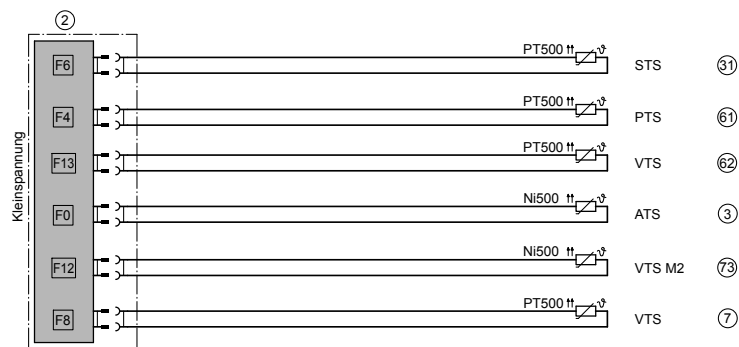 2
Kleinspannung
F6 PT500 ϑ STS 31
F4 PT500 ϑ PTS 61
F13 PT500 ϑ VTS 62
F0 Ni500 ϑ ATS 3
F12 Ni500 ϑ VTS M2 73
F8 PT500 ϑ VTS 7